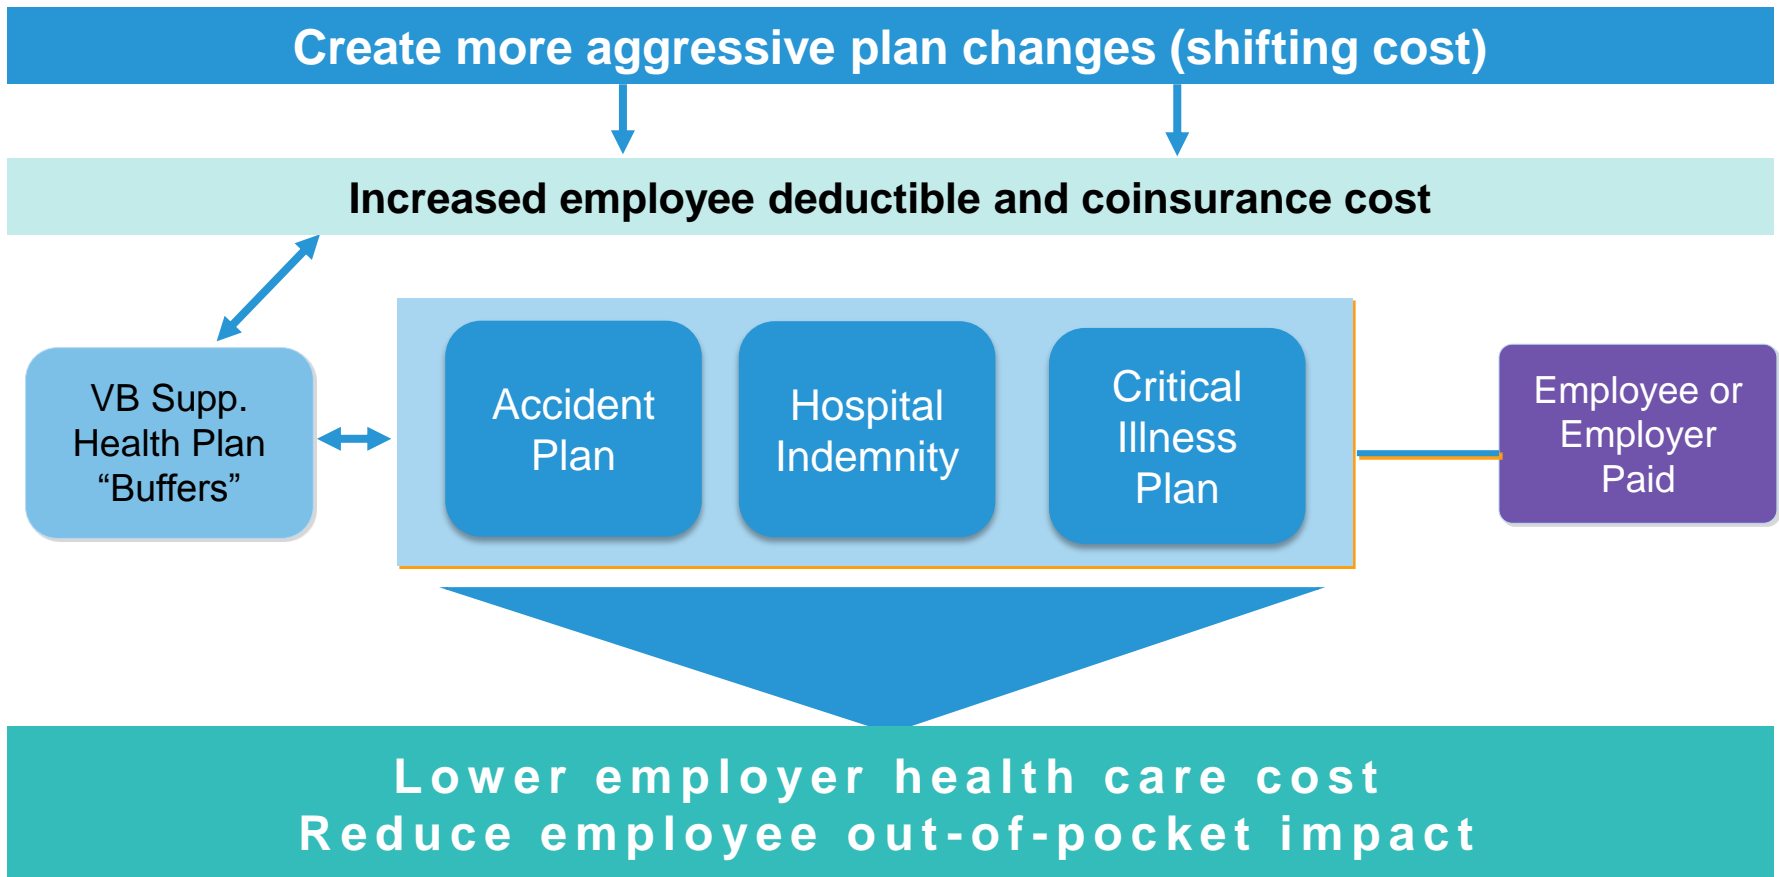 Create more aggressive plan changes (shifting cost)
Increased employee deductible and coinsurance cost
VB Supp.
Health Plan
“Buffers”
Accident
Plan
Hospital
Indemnity
Critical
Illness
Plan
Employee or
Employer
Paid
Lower employer health care cost
Reduce employee out-of-pocket impact